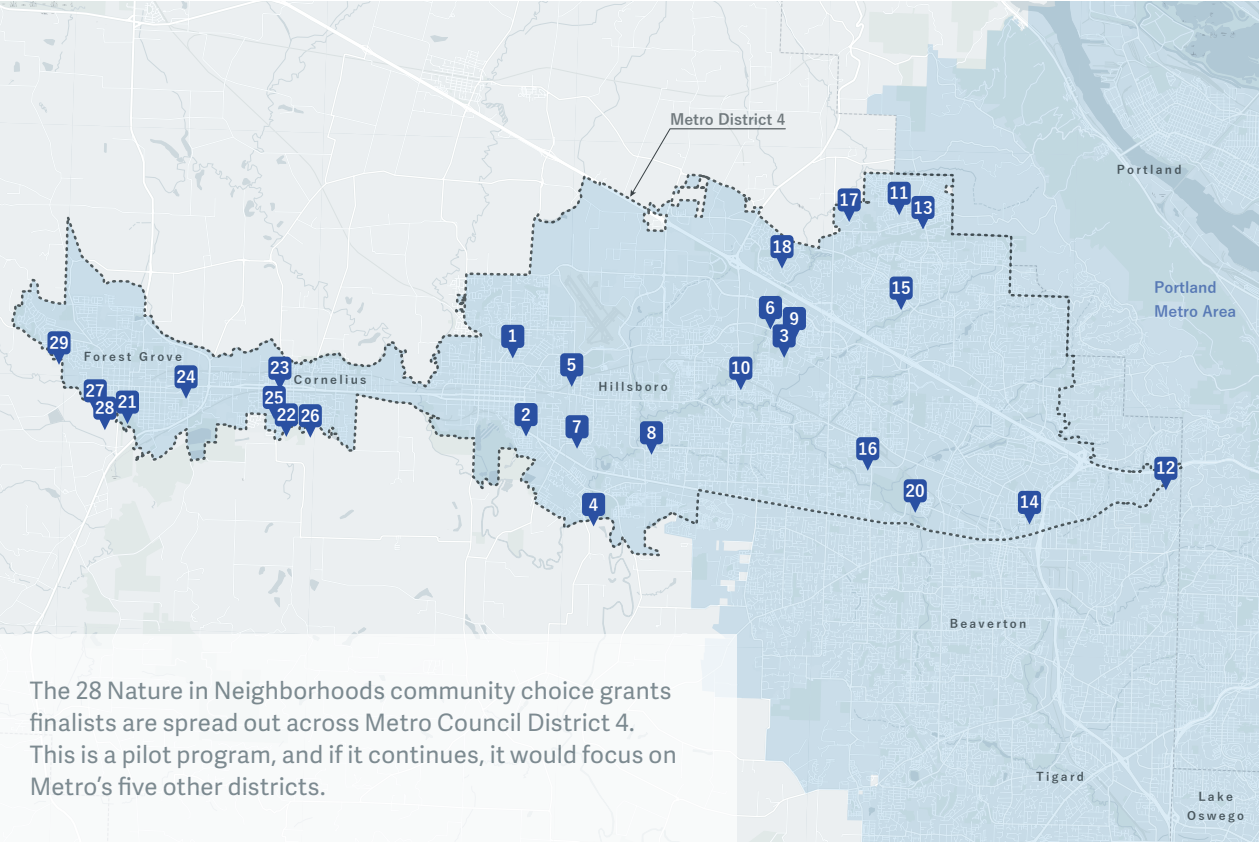 Metro District 4
Portland
17
11
13
18
15
Portland
Metro Area
6
9
3
1
29
Forest Grove
5
23
10
24
Cornelius
Hillsboro
27
25
21
28
22
26
2
7
8
16
12
20
14
4
Beaverton
The 28 Nature in Neighborhoods community choice grants
finalists are spread out across Metro Council District 4.
This is a pilot program, and if it continues, it would focus on
Metro’s five other districts.
Tigard
Lake
Oswego